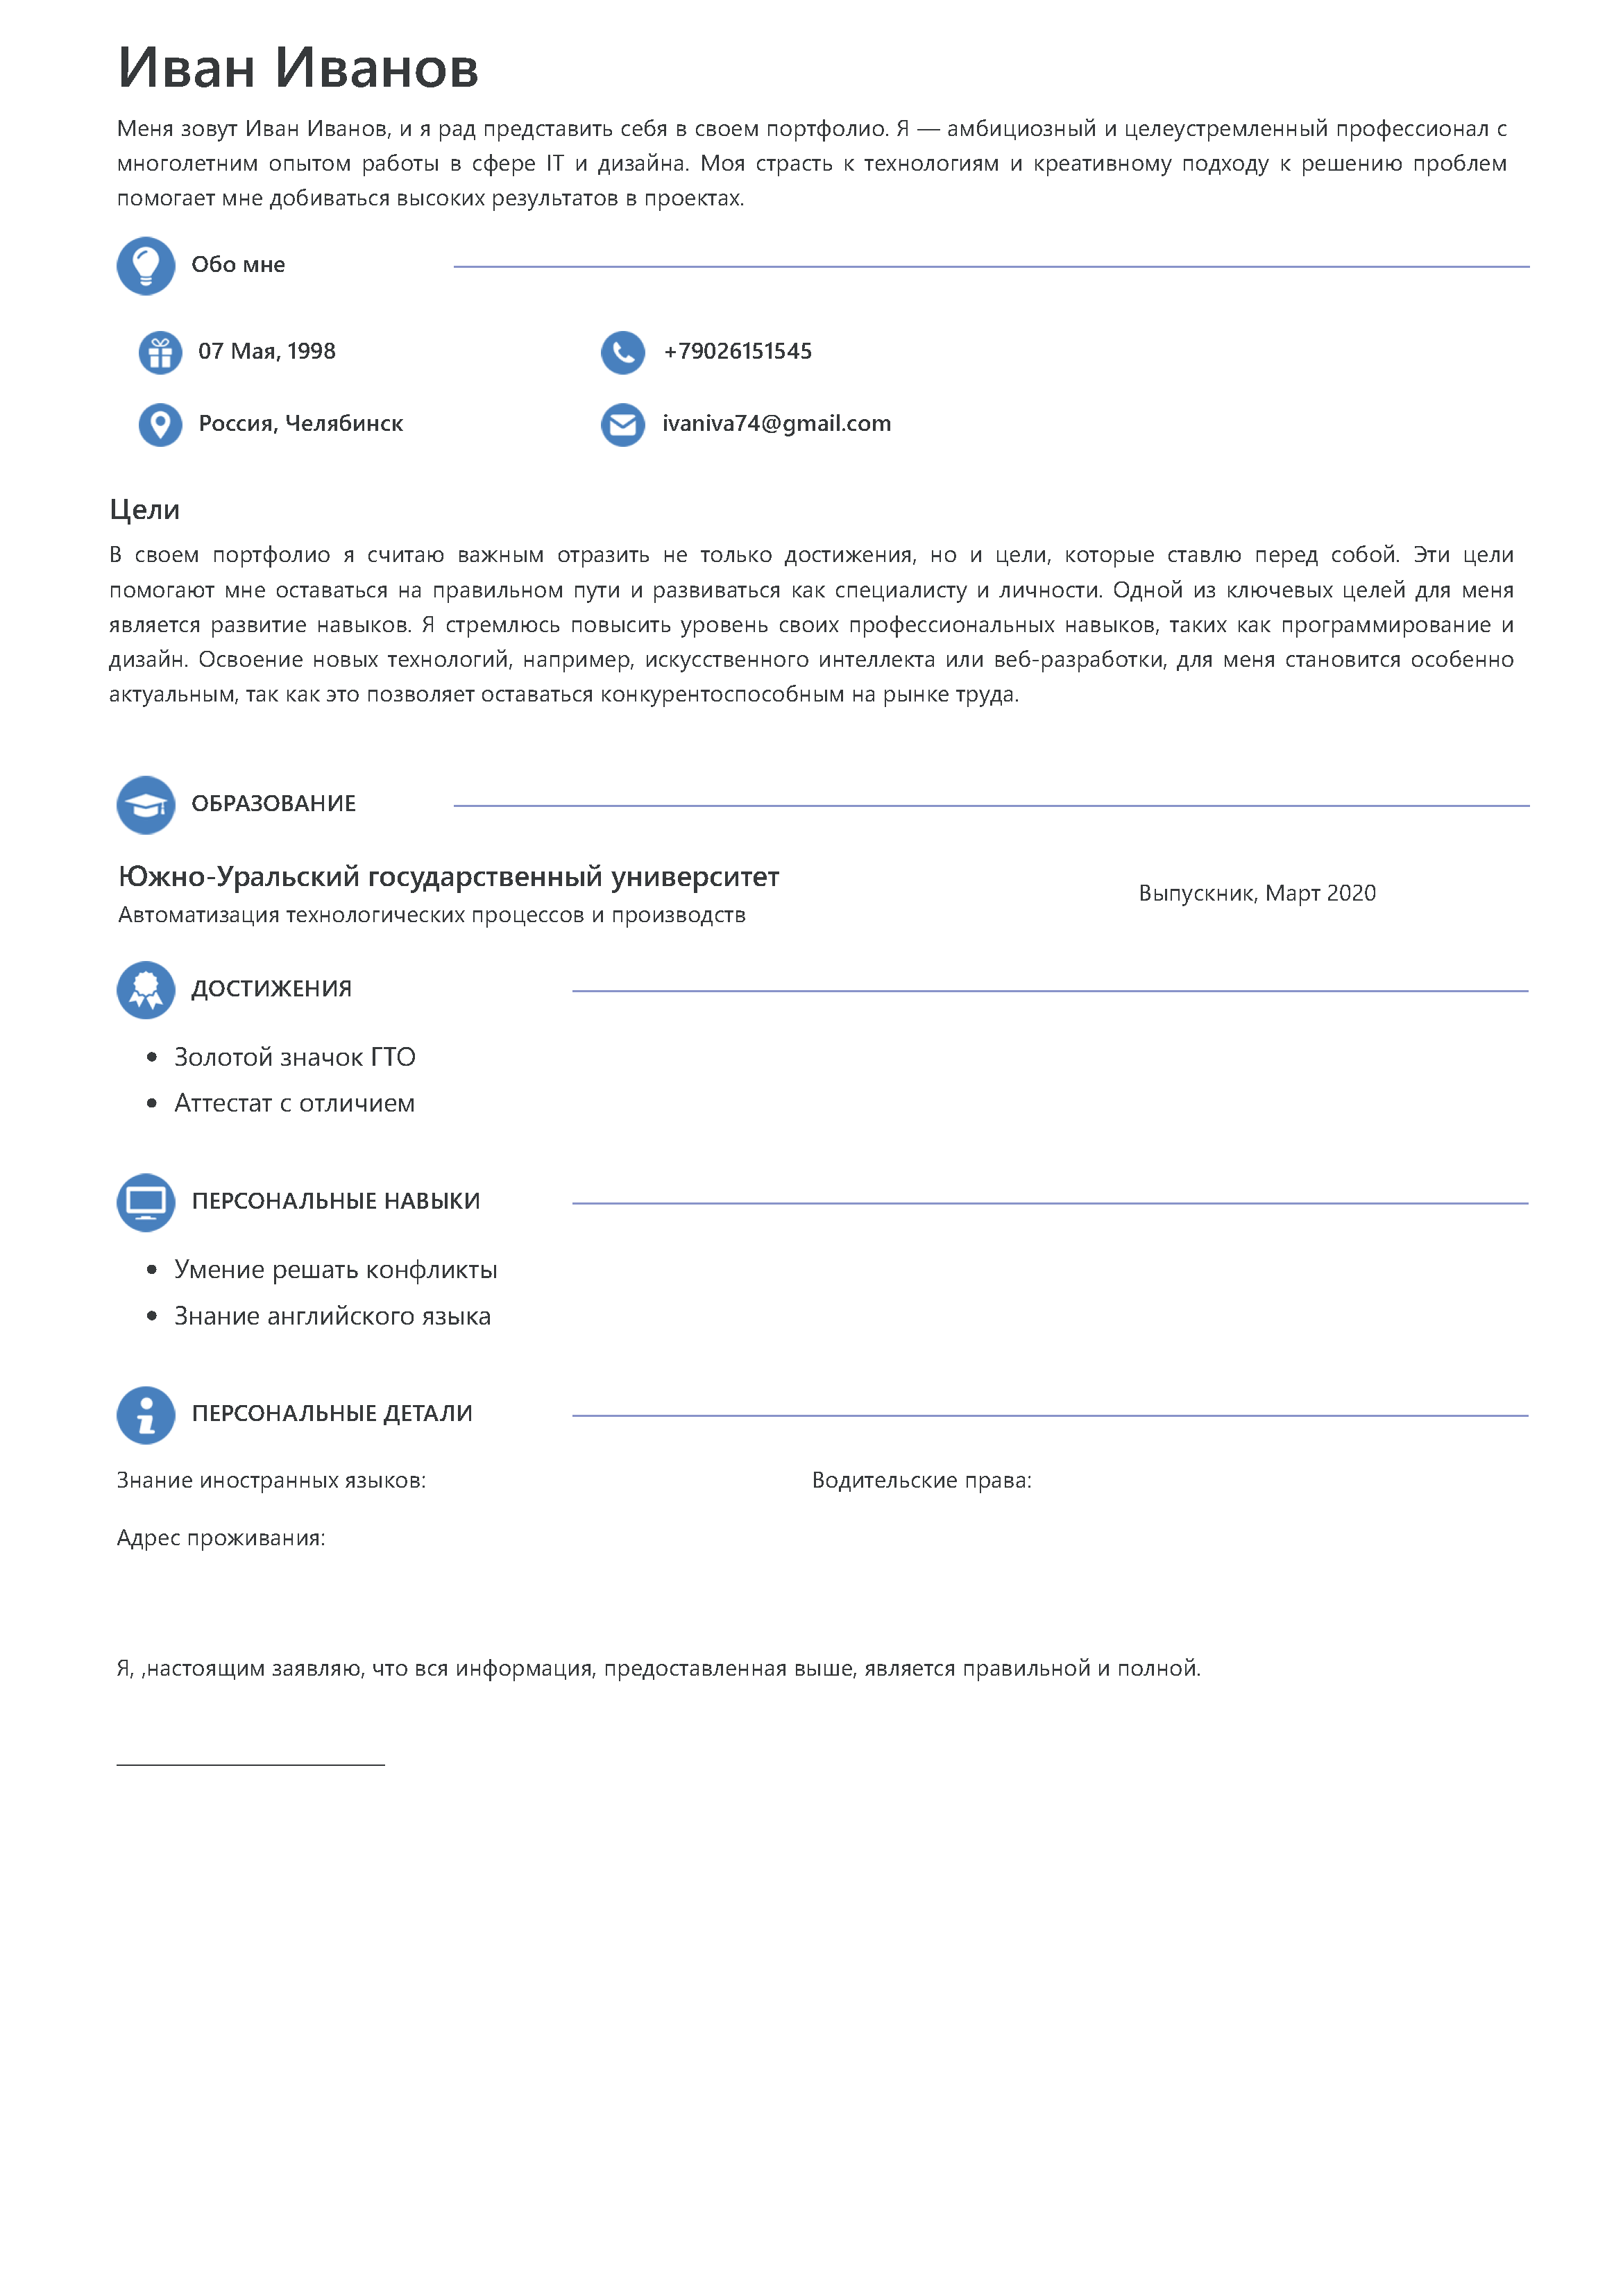 Иван Иванов
Меня зовут Иван Иванов, и я рад представить себя в своем портфолио. Я — амбициозный и целеустремленный профессионал с
многолетним опытом работы в сфере IT и дизайна. Моя страсть к технологиям и креативному подходу к решению проблем
помогает мне добиваться высоких результатов в проектах.
Обо мне
07 Мая, 1998
+79026151545
Россия, Челябинск
ivaniva74@gmail.com
Цели
В своем портфолио я считаю важным отразить не только достижения, но и цели, которые ставлю перед собой. Эти цели
помогают мне оставаться на правильном пути и развиваться как специалисту и личности. Одной из ключевых целей для меня
является развитие навыков. Я стремлюсь повысить уровень своих профессиональных навыков, таких как программирование и
дизайн. Освоение новых технологий, например, искусственного интеллекта или веб-разработки, для меня становится особенно
актуальным, так как это позволяет оставаться конкурентоспособным на рынке труда.
ОБРАЗОВАНИЕ
Южно-Уральский государственный университет
Автоматизация технологических процессов и производств
Выпускник, Март 2020
ДОСТИЖЕНИЯ
• Золотой значок ГТО
• Аттестат с отличием
ПЕРСОНАЛЬНЫЕ НАВЫКИ
• Умение решать конфликты
• Знание английского языка
ПЕРСОНАЛЬНЫЕ ДЕТАЛИ
Знание иностранных языков:
Водительские права:
Адрес проживания:
Я, ,настоящим заявляю, что вся информация, предоставленная выше, является правильной и полной.